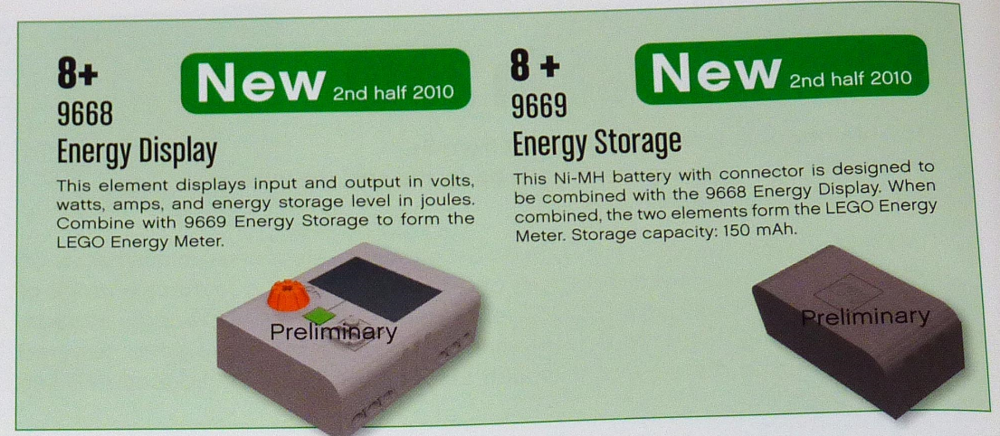 8+
New 2nd half 2010
9668
Energy Display
This element displays input and output in volts,
watts, amps, and energy storage level in joules.
Combine with 9669 Energy Storage to form the
LEGO Energy Meter.
Preliminary
8 +
New 2nd half 2010
9669
Energy Storage
This Ni-MH battery with connector is designed to
be combined with the 9668 Energy Display. When
combined, the two elements form the LEGO Energy
Meter. Storage capacity: 150 mAh.
Preliminary